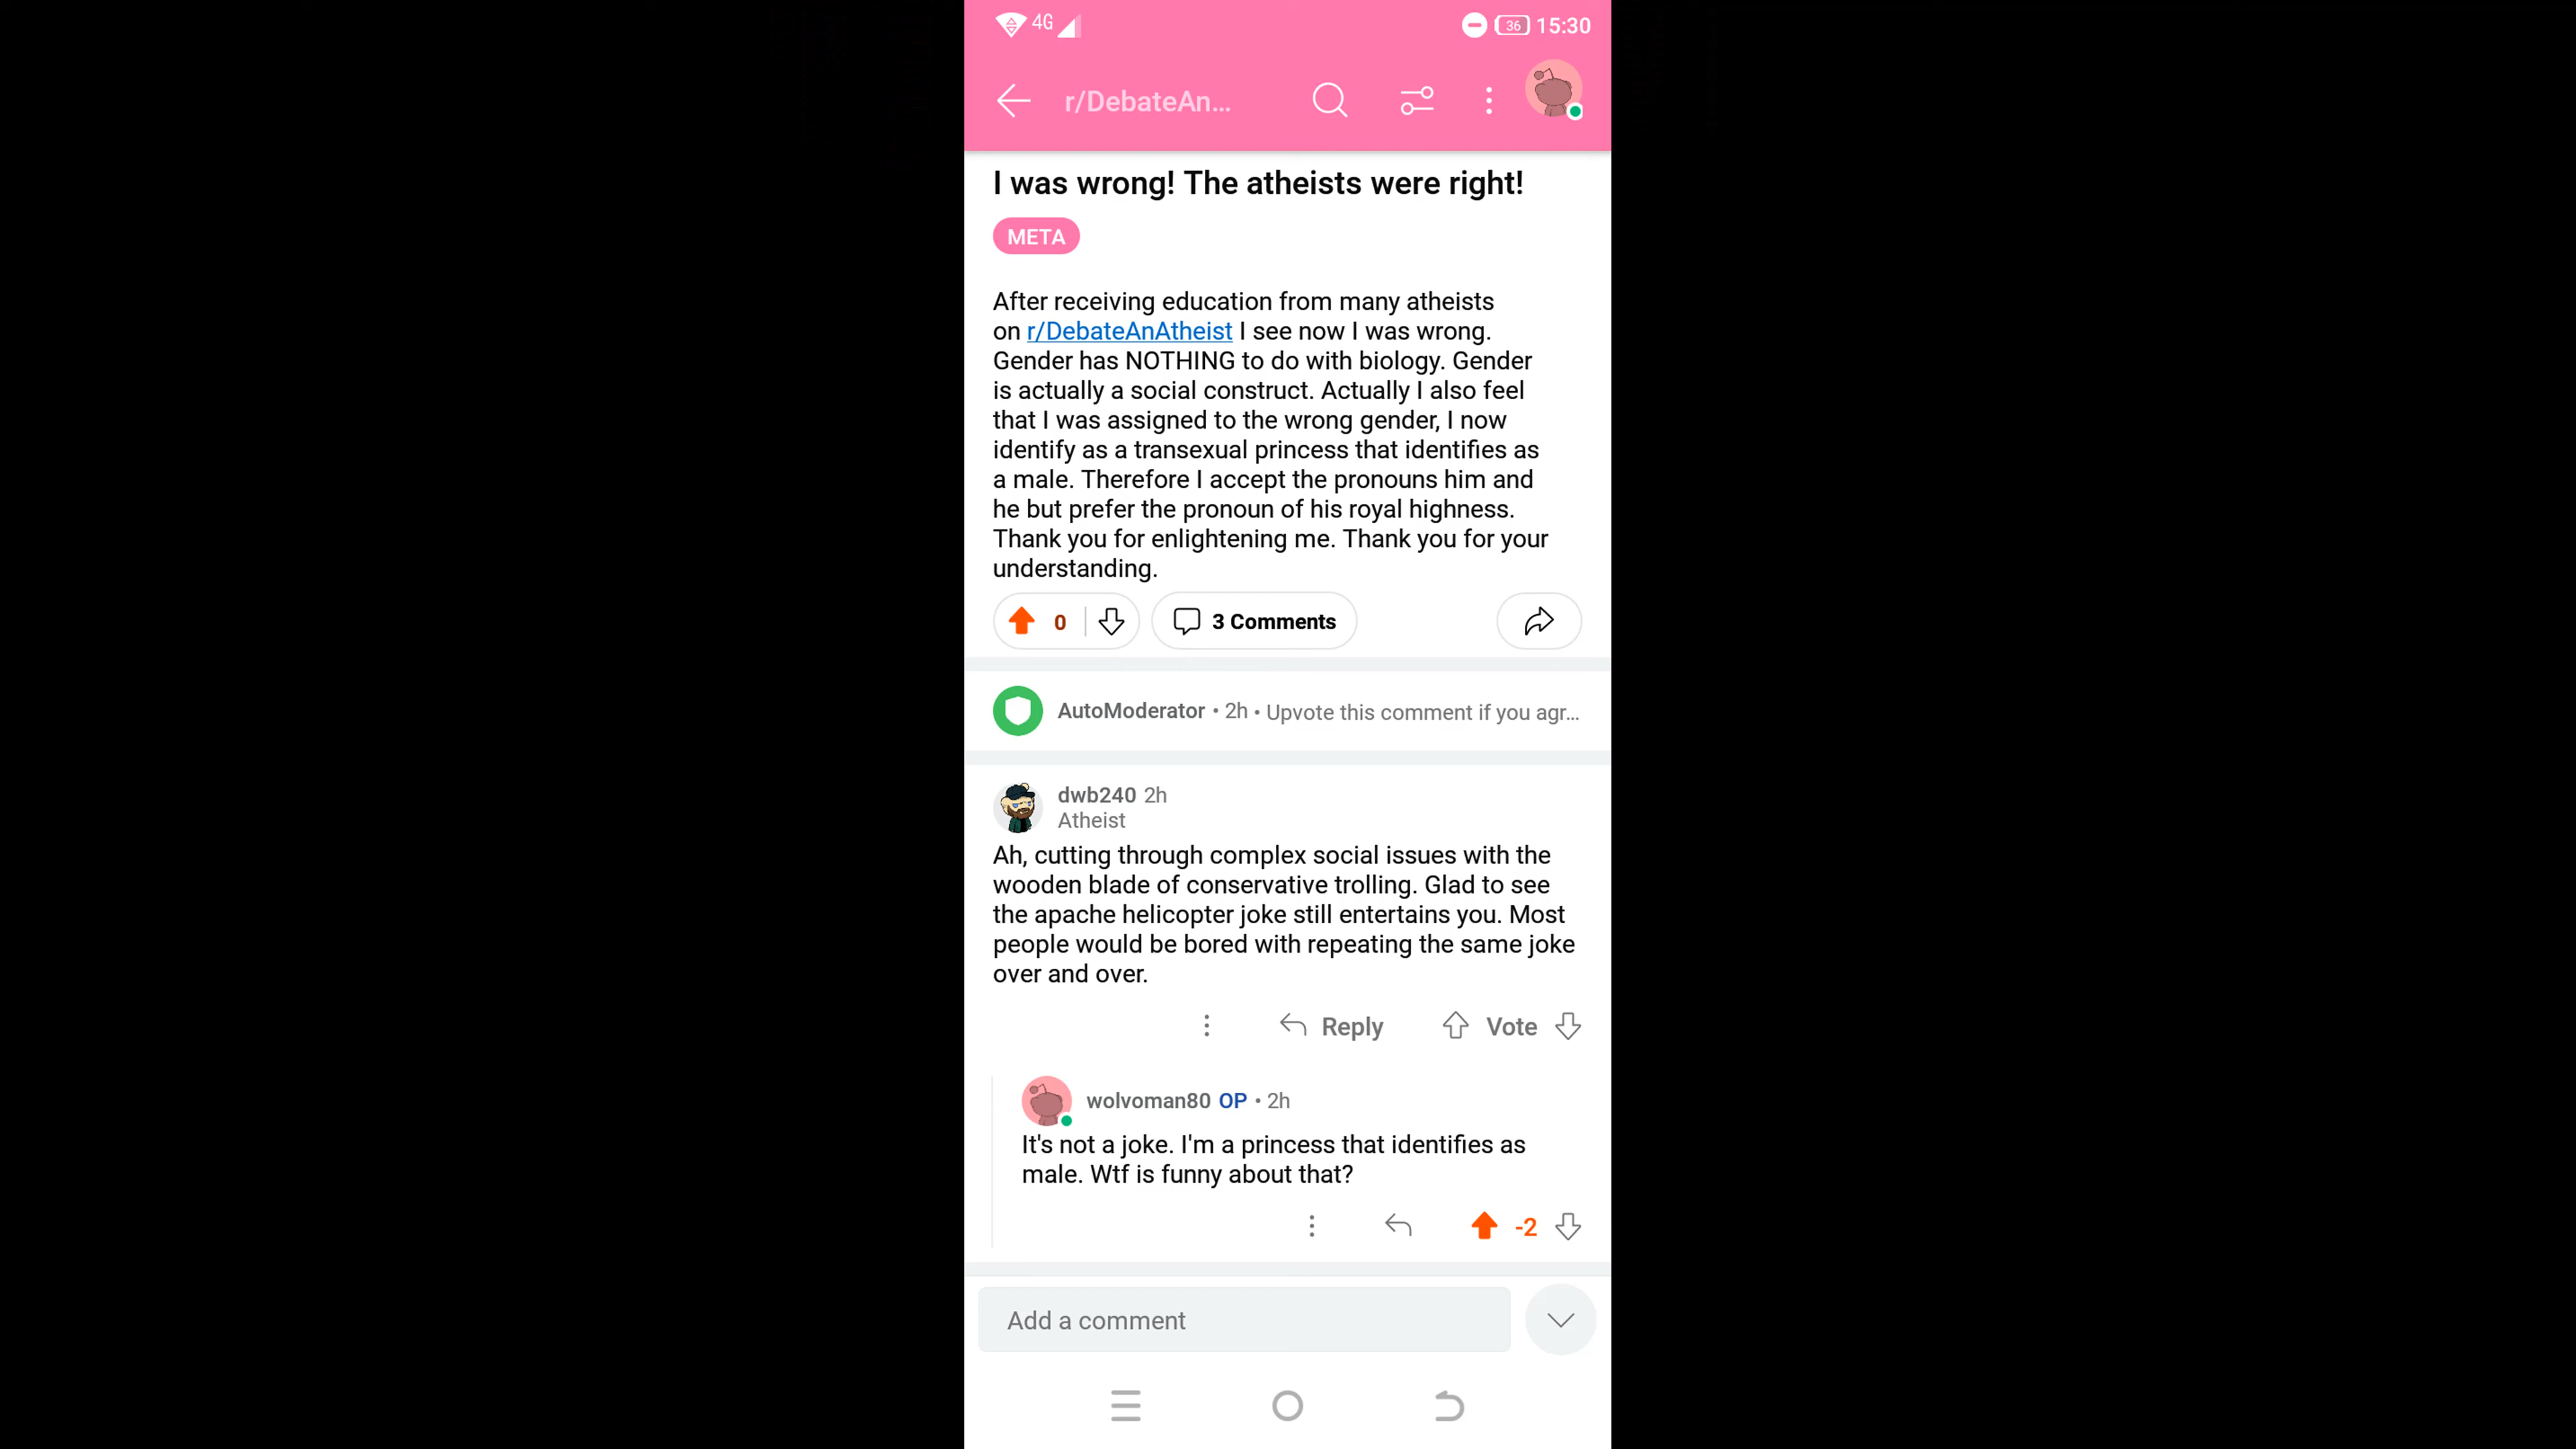 4G 36 15:30
r/DebateAn...
I was wrong! The atheists were right!
META
After receiving education from many atheists
on r/DebateAnAtheist I see now I was wrong.
Gender has NOTHING to do with biology. Gender
is actually a social construct. Actually I also feel
that I was assigned to the wrong gender, I now
identify as a transexual princess that identifies as
a male. Therefore I accept the pronouns him and
he but prefer the pronoun of his royal highness.
Thank you for enlightening me. Thank you for your
understanding.
0 3 Comments
AutoModerator • 2h • Upvote this comment if you agr...
dwb240 2h
Atheist
Ah, cutting through complex social issues with the
wooden blade of conservative trolling. Glad to see
the apache helicopter joke still entertains you. Most
people would be bored with repeating the same joke
over and over.
Reply Vote
wolvoman80 OP • 2h
It's not a joke. I'm a princess that identifies as
male. Wtf is funny about that?
-2
Add a comment